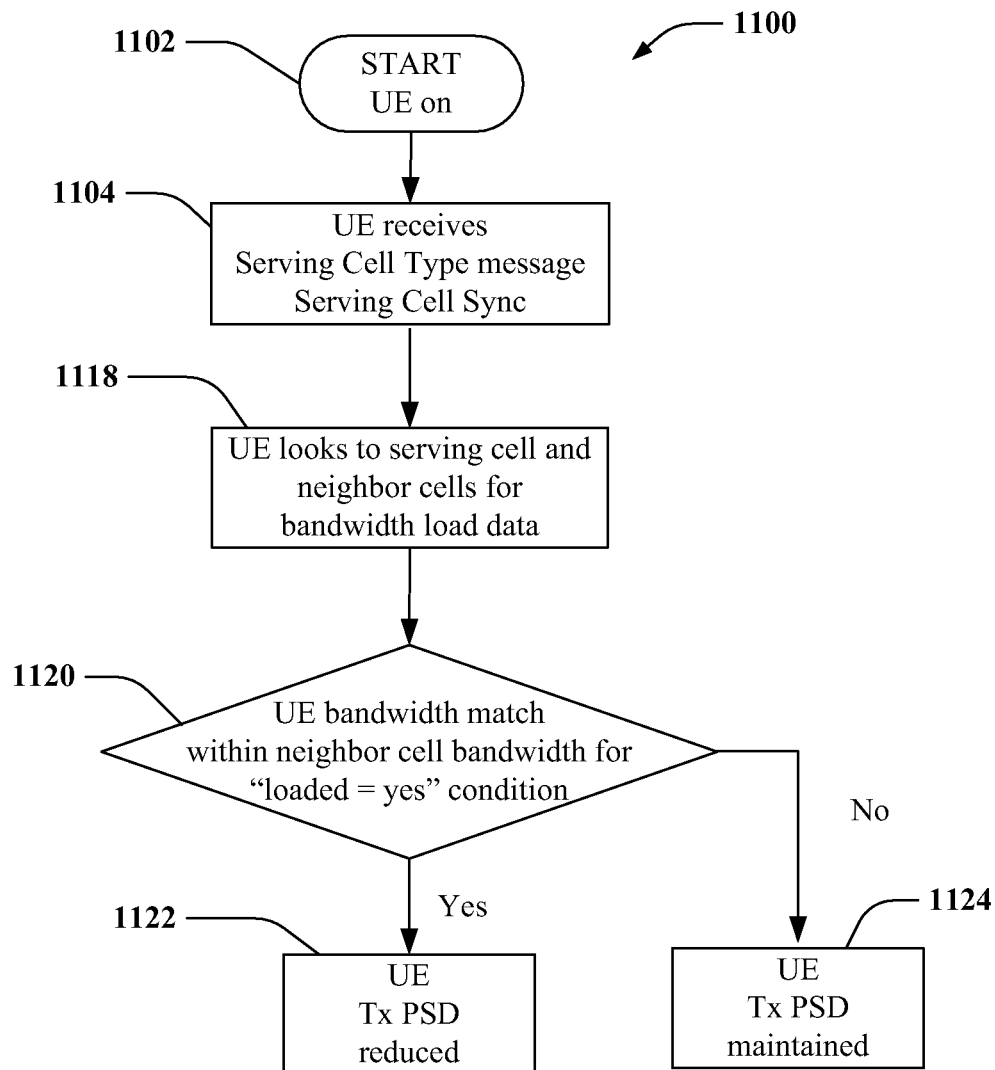 1100
1102
START
UE on
1104
UE receives
Serving Cell Type message
Serving Cell Sync
1118
UE looks to serving cell and
neighbor cells for
bandwidth load data
1120
UE bandwidth match
within neighbor cell bandwidth for
“loaded = yes” condition
No
Yes
1122
UE
Tx PSD
reduced
1124
UE
Tx PSD
maintained